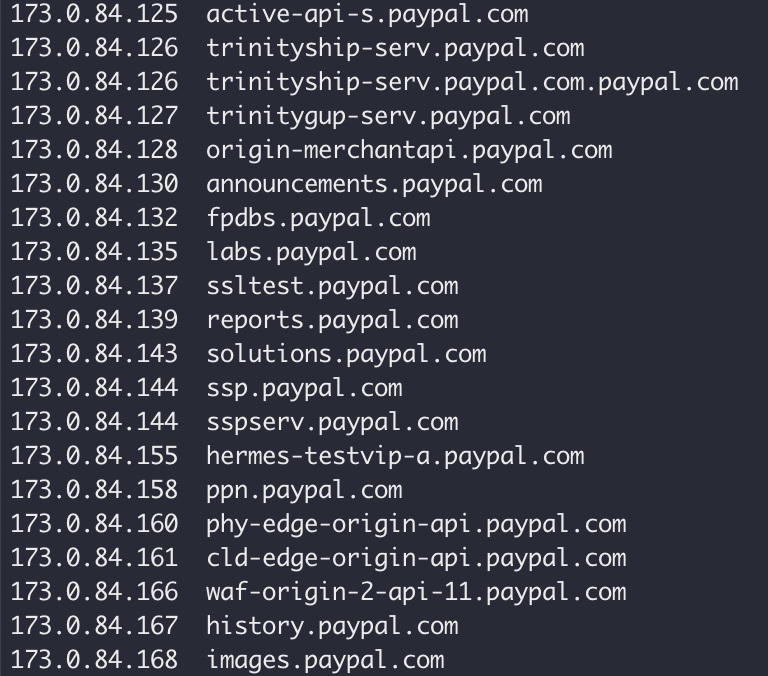 173.0.84.125  active-api-s.paypal.com
173.0.84.126  trinityship-serv.paypal.com
173.0.84.126  trinityship-serv.paypal.com.paypal.com
173.0.84.127  trinitygup-serv.paypal.com
173.0.84.128  origin-merchantapi.paypal.com
173.0.84.130  announcements.paypal.com
173.0.84.132  fpdbs.paypal.com
173.0.84.135  labs.paypal.com
173.0.84.137  ssltest.paypal.com
173.0.84.139  reports.paypal.com
173.0.84.143  solutions.paypal.com
173.0.84.144  ssp.paypal.com
173.0.84.144  sspserv.paypal.com
173.0.84.155  hermes-testvip-a.paypal.com
173.0.84.158  ppn.paypal.com
173.0.84.160  phy-edge-origin-api.paypal.com
173.0.84.161  cld-edge-origin-api.paypal.com
173.0.84.166  waf-origin-2-api-11.paypal.com
173.0.84.167  history.paypal.com
173.0.84.168  images.paypal.com